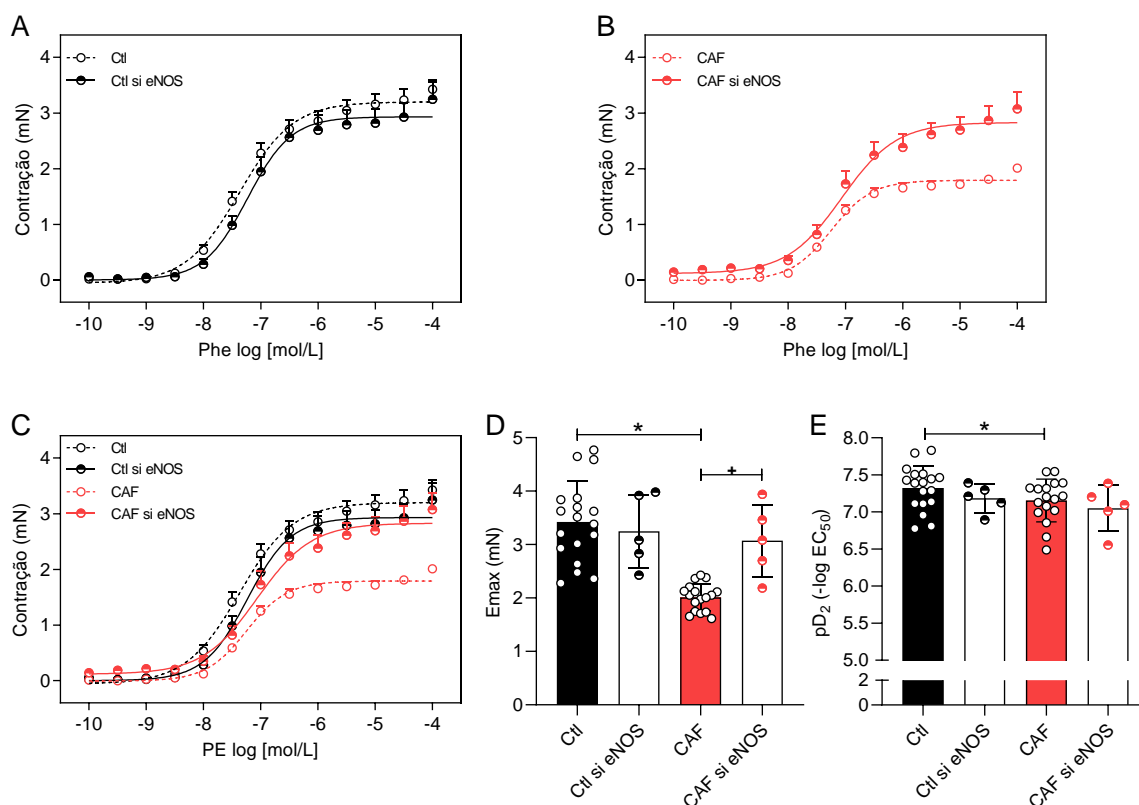 A
Ctl
Ctl si eNOS
Contração (mN)
4
3
2
1
0
-10 -9 -8 -7 -6 -5 -4
Phe log [mol/L]
B
CAF
CAF si eNOS
Contração (mN)
4
3
2
1
0
-10 -9 -8 -7 -6 -5 -4
Phe log [mol/L]
C
Ctl
Ctl si eNOS
CAF
CAF si eNOS
Contração (mN)
4
3
2
1
0
-10 -9 -8 -7 -6 -5 -4
PE log [mol/L]
D
*
+
Emax (mN)
5
4
3
2
1
0
Ctl
Ctl si eNOS
CAF
CAF si eNOS
E
*
pD₂ (-log EC₅₀)
8.0
7.5
7.0
6.5
6.0
5.5
5.0
2
0
Ctl
Ctl si eNOS
CAF
CAF si eNOS